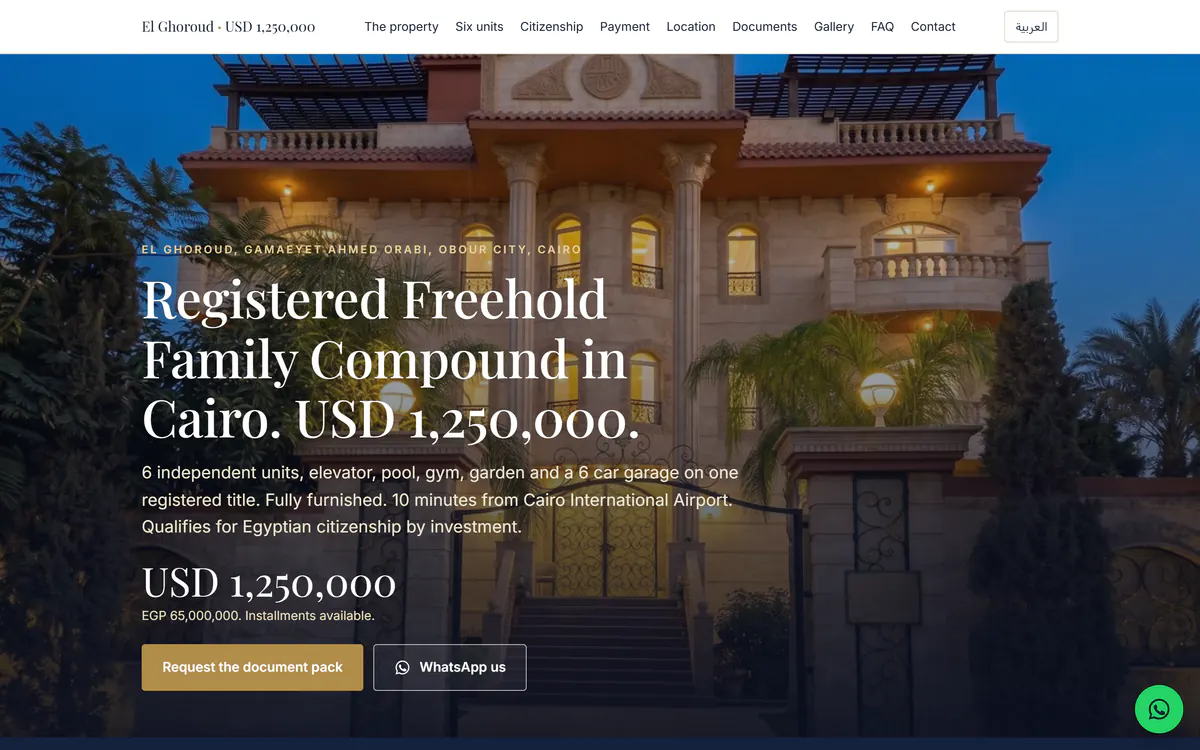 El Ghoroud · USD 1,250,000
The property
Six units
Citizenship
Payment
Location
Documents
Gallery
FAQ
Contact
العربية
EL GHOROUD, GAMAEYET AHMED ORABI, OBOUR CITY, CAIRO
Registered Freehold
Family Compound in
Cairo. USD 1,250,000.
6 independent units, elevator, pool, gym, garden and a 6 car garage on one
registered title. Fully furnished. 10 minutes from Cairo International Airport.
Qualifies for Egyptian citizenship by investment.
USD 1,250,000
EGP 65,000,000. Installments available.
Request the document pack
WhatsApp us